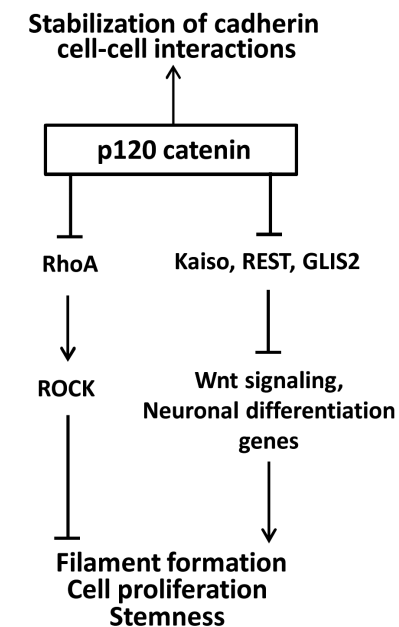 Stabilization of cadherin
cell-cell interactions
p120 catenin
RhoA
Kaiso, REST, GLIS2
ROCK
Wnt signaling,
Neuronal differentiation
genes
Filament formation
Cell proliferation
Stemness